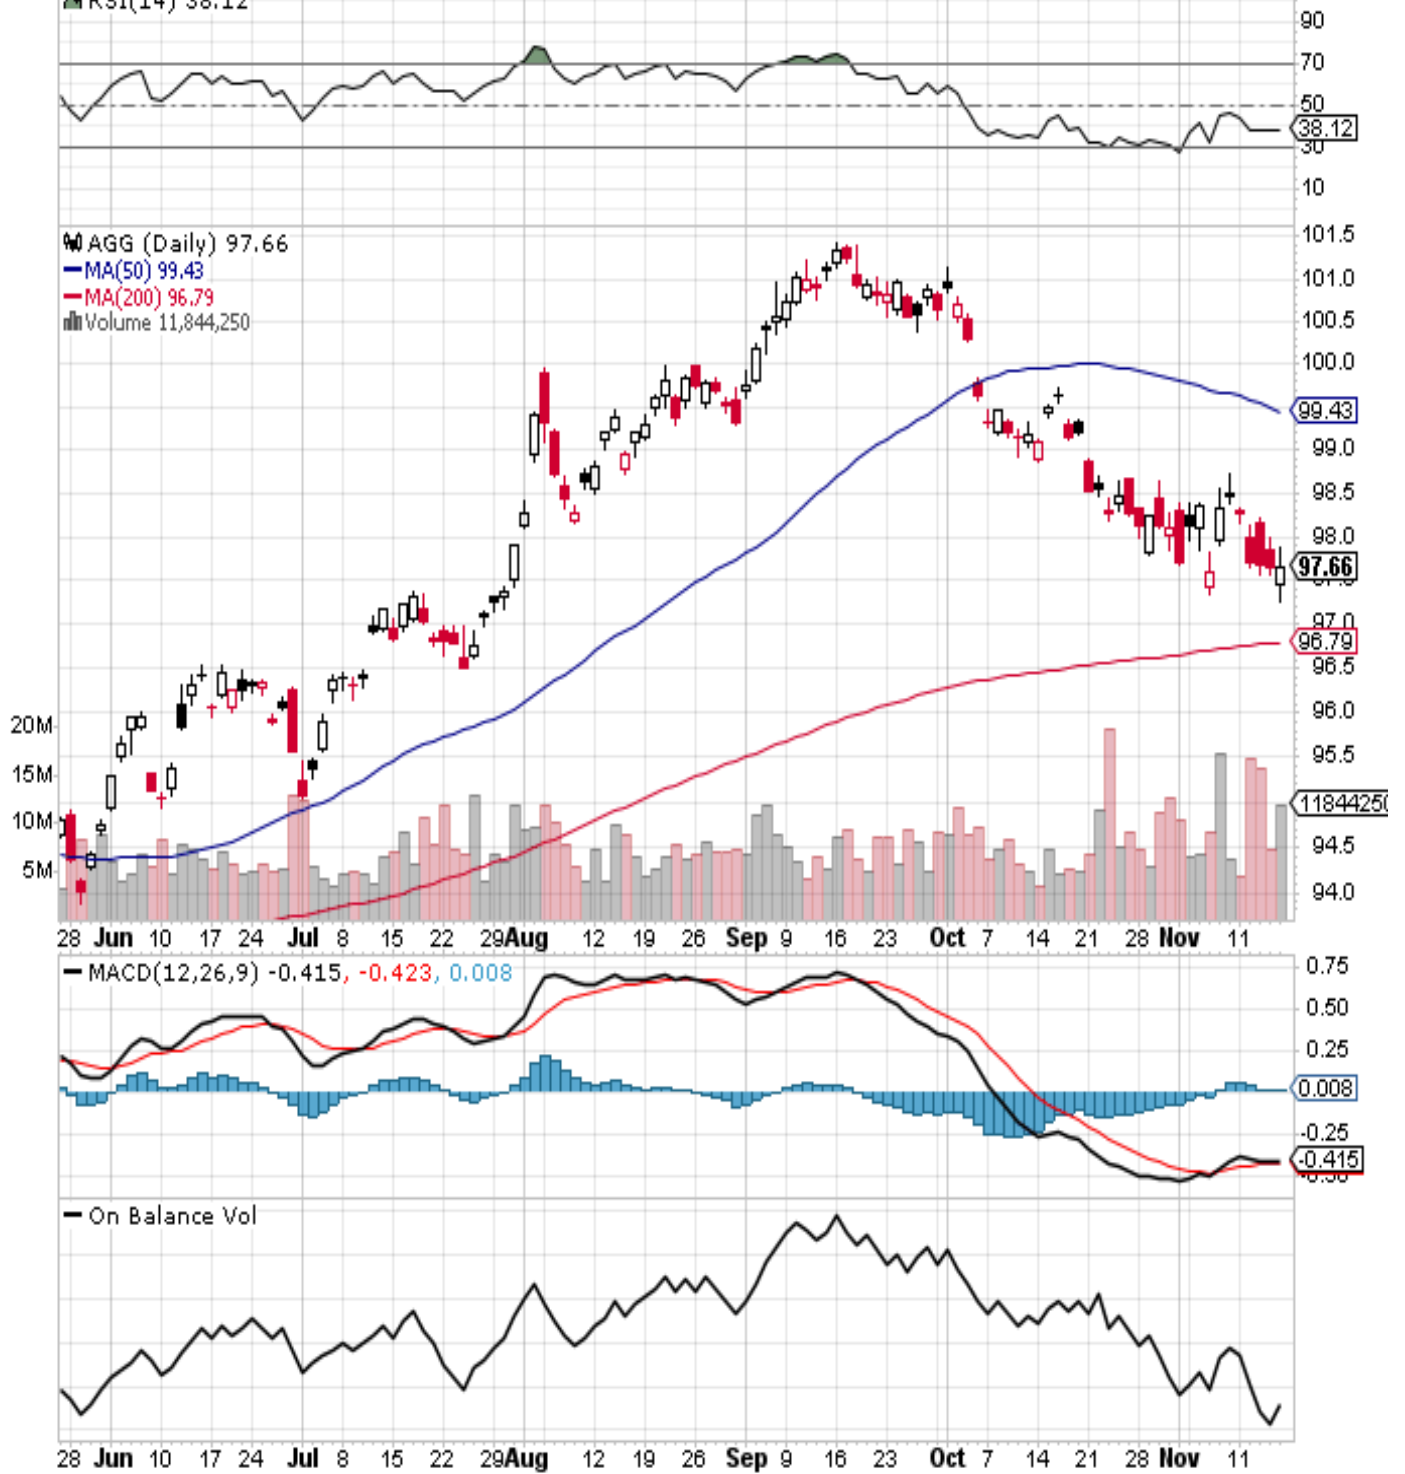 RSI(14) 38.12
90
70
50
38.12
30
10
AGG (Daily) 97.66
MA(50) 99.43
MA(200) 96.79
Volume 11,844,250
101.5
101.0
100.5
100.0
99.43
99.0
98.5
98.0
97.66
97.0
96.79
96.5
96.0
95.5
11844250
94.5
94.0
20M
15M
10M
5M
28 Jun 10 17 24 Jul 8 15 22 29 Aug 12 19 26 Sep 9 16 23 Oct 7 14 21 28 Nov 11
MACD(12,26,9) -0.415, -0.423, 0.008
0.75
0.50
0.25
0.008
-0.25
-0.415
-0.50
On Balance Vol
28 Jun 10 17 24 Jul 8 15 22 29 Aug 12 19 26 Sep 9 16 23 Oct 7 14 21 28 Nov 11